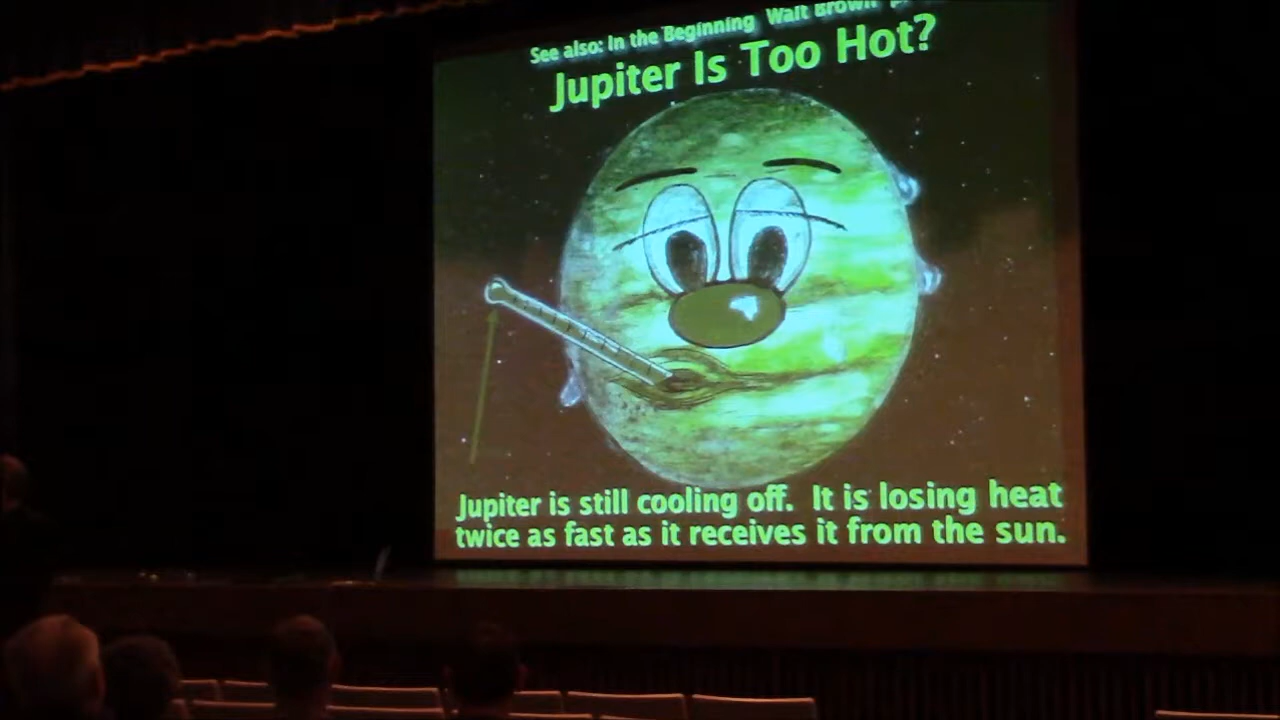 See also: In the Beginning Walt Brown
Jupiter Is Too Hot?
Jupiter is still cooling off. It is losing heat
twice as fast as it receives it from the sun.